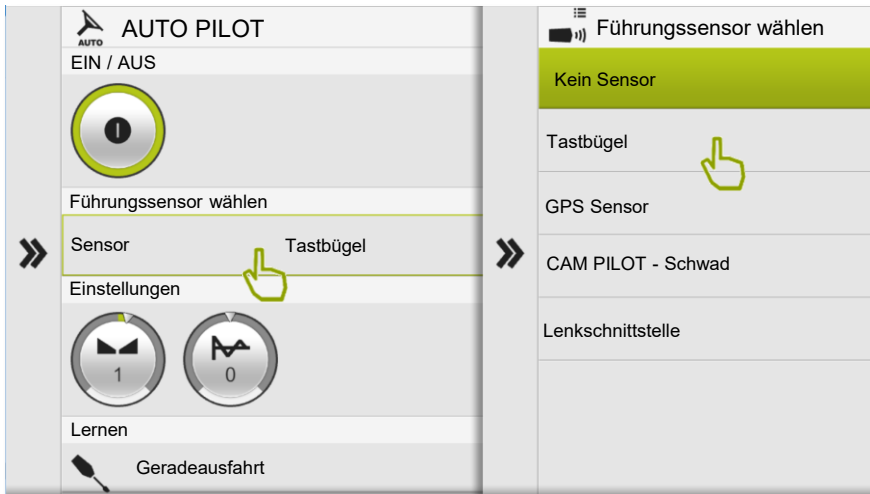 AUTO
AUTO PILOT
EIN / AUS
Führungssensor wählen
Sensor
Tastbügel
Einstellungen
1
0
Lernen
Geradeausfahrt
Führungssensor wählen
Kein Sensor
Tastbügel
GPS Sensor
CAM PILOT - Schwad
Lenkschnittstelle